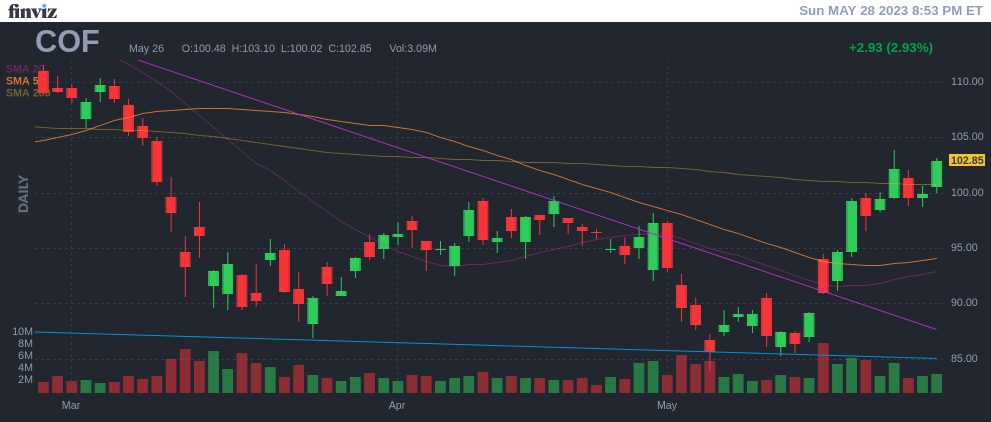 finviz
Sun MAY 28 2023 8:53 PM ET
COF
May 26 O:100.48 H:103.10 L:100.02 C:102.85 Vol:3.09M
+2.93 (2.93%)
SMA 20
SMA 50
SMA 200
DAILY
110.00
105.00
102.85
100.00
95.00
90.00
85.00
10M
8M
6M
4M
2M
Mar
Apr
May